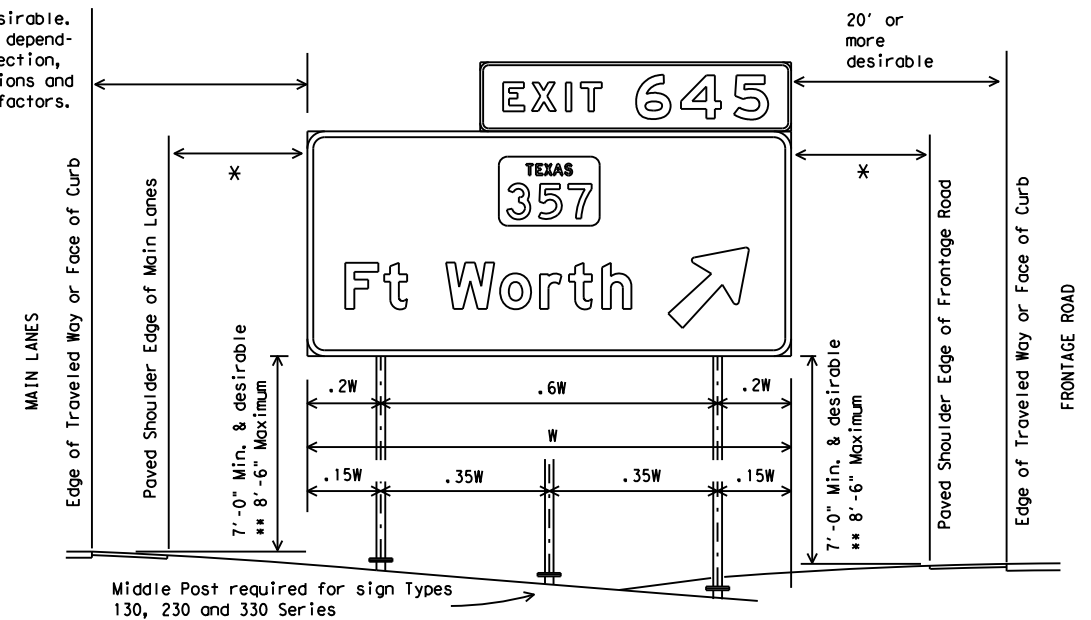 sirable.
depend-
ection,
ions and
factors.
20' or
more
desirable
EXIT 645
TEXAS
357
Ft Worth
*
*
MAIN LANES
Edge of Traveled Way or Face of Curb
Paved Shoulder Edge of Main Lanes
7'-0" Min. & desirable
** 8'-6" Maximum
.2W
.6W
.2W
W
.15W
.35W
.35W
.15W
7'-0" Min. & desirable
** 8'-6" Maximum
Paved Shoulder Edge of Frontage Road
Edge of Traveled Way or Face of Curb
FRONTAGE ROAD
Middle Post required for sign Types
130, 230 and 330 Series